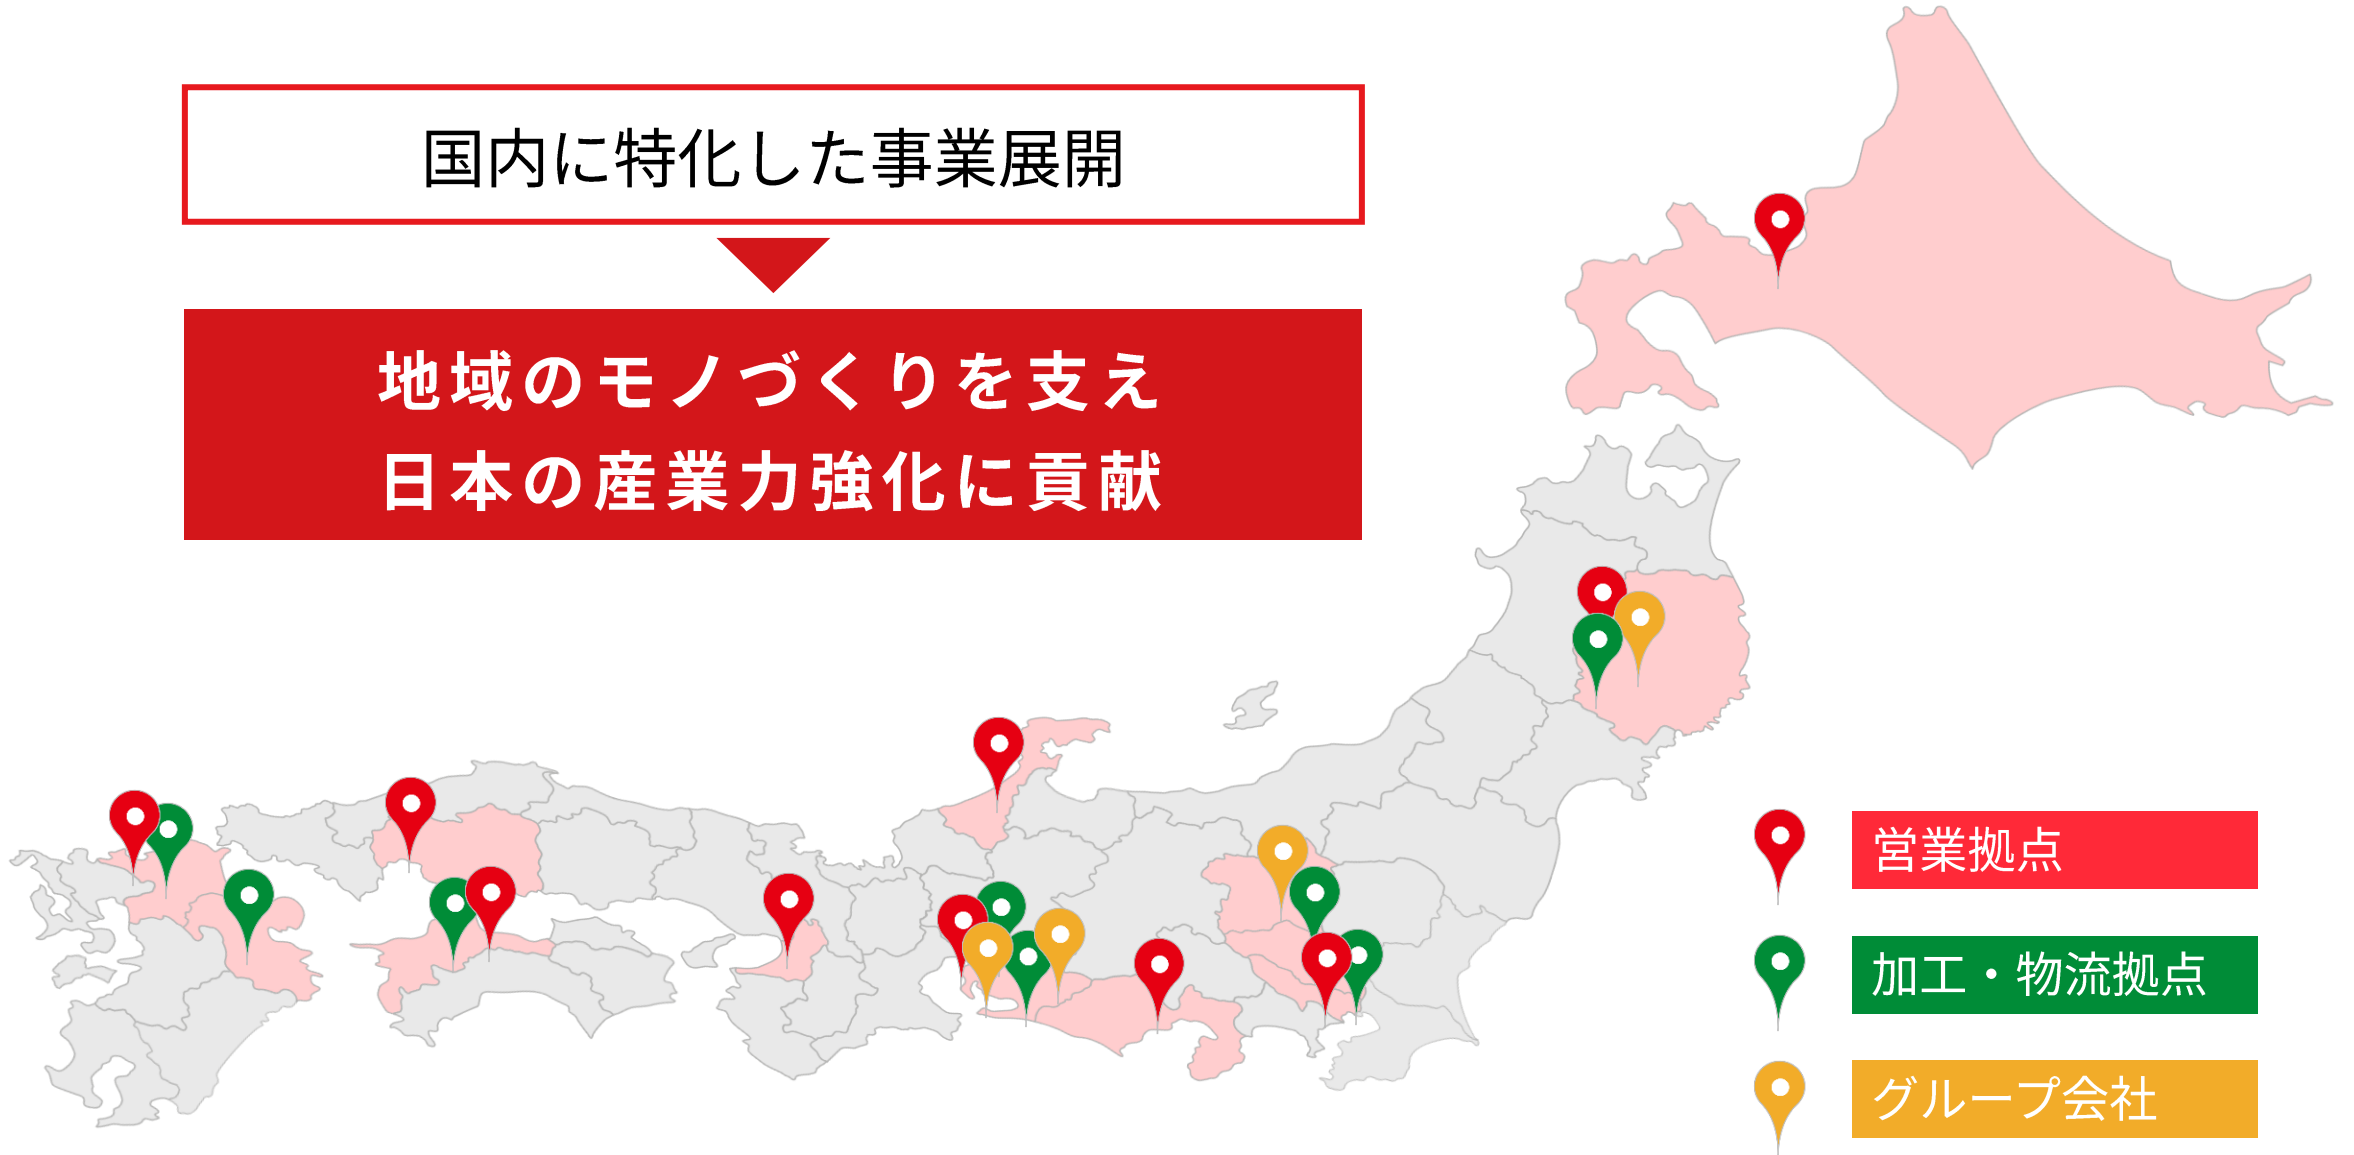 国内に特化した事業展開
地域のモノづくりを支え
日本の産業力強化に貢献
営業拠点
加工・物流拠点
グループ会社